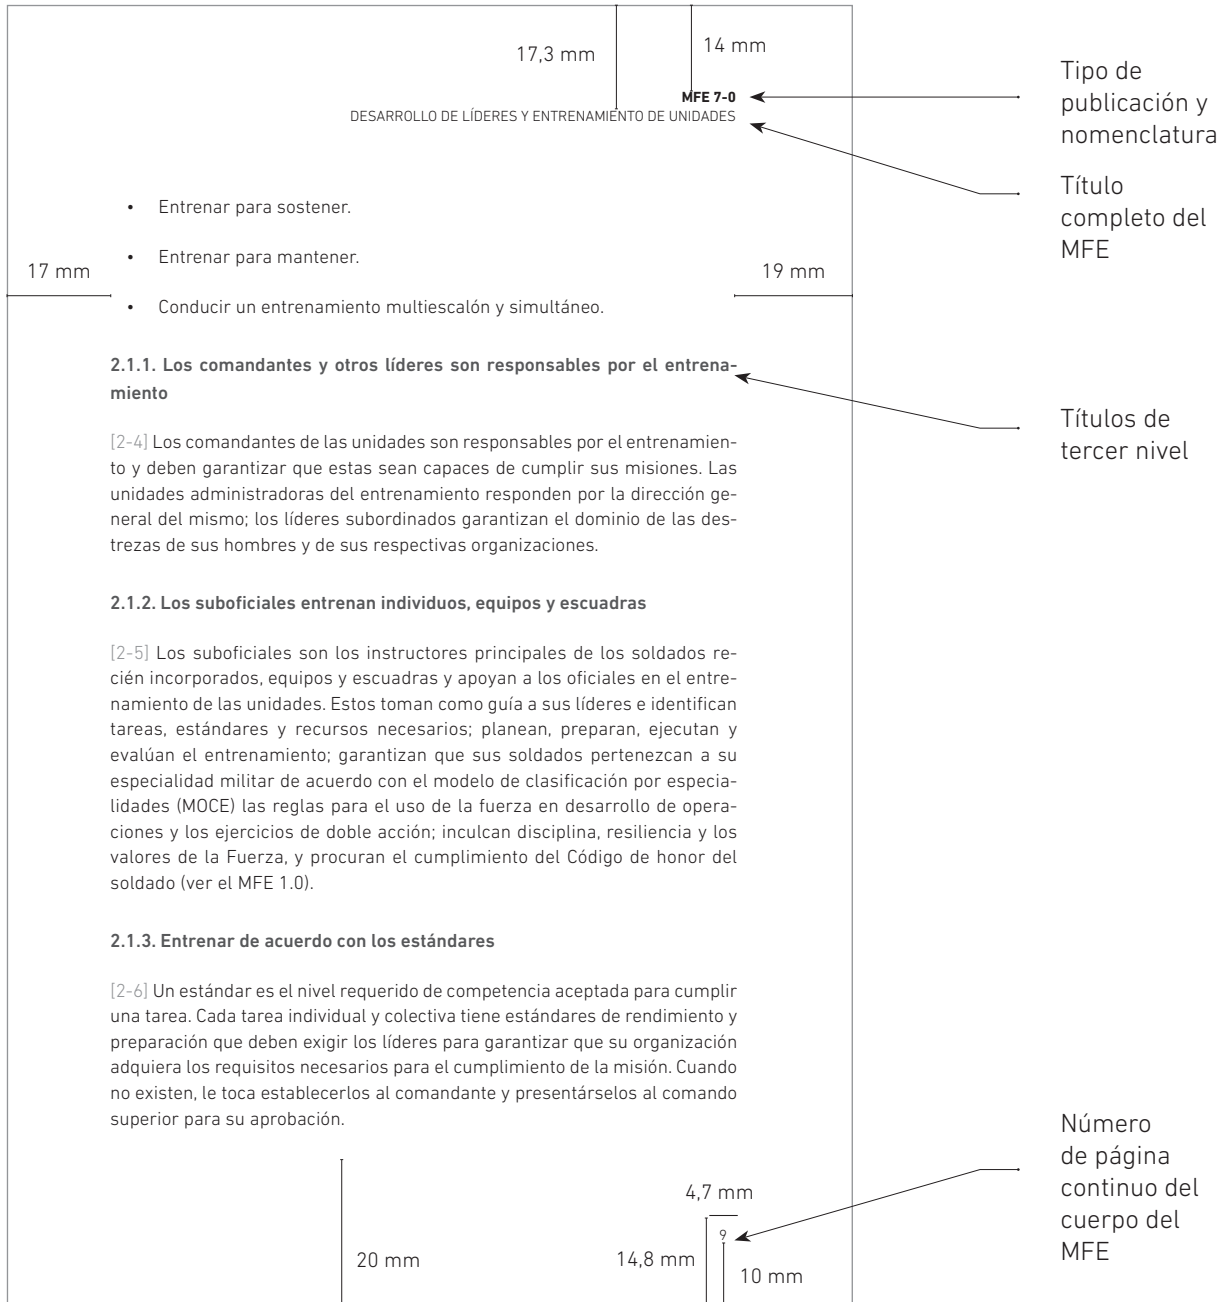 17,3 mm
14 mm
MFE 7-0
DESARROLLO DE LÍDERES Y ENTRENAMIENTO DE UNIDADES
Tipo de
publicación y
nomenclatura
Título
completo del
MFE
• Entrenar para sostener.
• Entrenar para mantener.
17 mm
19 mm
• Conducir un entrenamiento multiescalón y simultáneo.
2.1.1. Los comandantes y otros líderes son responsables por el entrena-
miento
Títulos de
tercer nivel
[2-4] Los comandantes de las unidades son responsables por el entrenamien-
to y deben garantizar que estas sean capaces de cumplir sus misiones. Las
unidades administradoras del entrenamiento responden por la dirección ge-
neral del mismo; los líderes subordinados garantizan el dominio de las des-
trezas de sus hombres y de sus respectivas organizaciones.
2.1.2. Los suboficiales entrenan individuos, equipos y escuadras
[2-5] Los suboficiales son los instructores principales de los soldados re-
cién incorporados, equipos y escuadras y apoyan a los oficiales en el entre-
namiento de las unidades. Estos toman como guía a sus líderes e identifican
tareas, estándares y recursos necesarios; planean, preparan, ejecutan y
evalúan el entrenamiento; garantizan que sus soldados pertenezcan a su
especialidad militar de acuerdo con el modelo de clasificación por especia-
lidades (MOCE) las reglas para el uso de la fuerza en desarrollo de opera-
ciones y los ejercicios de doble acción; inculcan disciplina, resiliencia y los
valores de la Fuerza, y procuran el cumplimiento del Código de honor del
soldado (ver el MFE 1.0).
2.1.3. Entrenar de acuerdo con los estándares
[2-6] Un estándar es el nivel requerido de competencia aceptada para cumplir
una tarea. Cada tarea individual y colectiva tiene estándares de rendimiento y
preparación que deben exigir los líderes para garantizar que su organización
adquiera los requisitos necesarios para el cumplimiento de la misión. Cuando
no existen, le toca establecerlos al comandante y presentárselos al comando
superior para su aprobación.
Número
de página
continuo del
cuerpo del
MFE
4,7 mm
9
20 mm
14,8 mm
10 mm